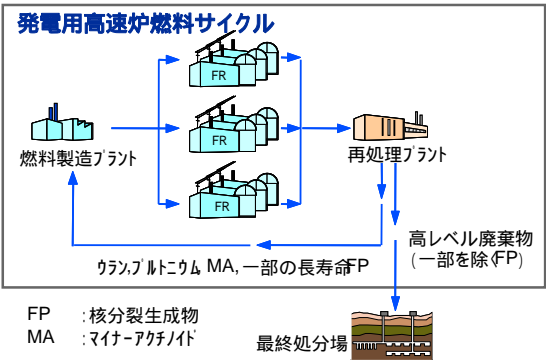 発電用高速炉燃料サイクル
FR
FR
FR
燃料製造プラント
再処理プラント
高レベル廃棄物
(一部を除くFP)
ウラン,プルトニウム, MA, 一部の長寿命FP
FP :核分裂生成物
MA :マイナーアクチノイド
最終処分場